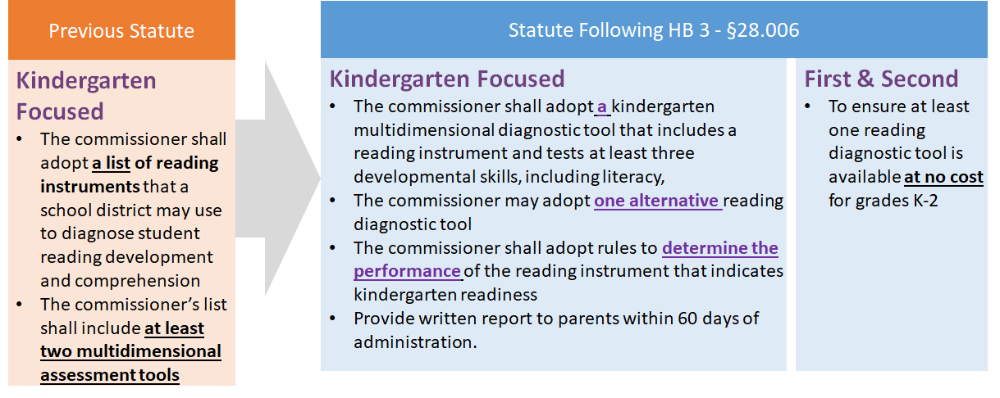 Previous Statute
Kindergarten
Focused
• The commissioner shall
adopt a list of reading
instruments that a
school district may use
to diagnose student
reading development
and comprehension
• The commissioner’s list
shall include at least
two multidimensional
assessment tools
Statute Following HB 3 - §28.006
Kindergarten Focused
• The commissioner shall adopt a kindergarten
multidimensional diagnostic tool that includes a
reading instrument and tests at least three
developmental skills, including literacy,
• The commissioner may adopt one alternative reading
diagnostic tool
• The commissioner shall adopt rules to determine the
performance of the reading instrument that indicates
kindergarten readiness
• Provide written report to parents within 60 days of
administration.
First & Second
• To ensure at least
one reading
diagnostic tool is
available at no cost
for grades K-2